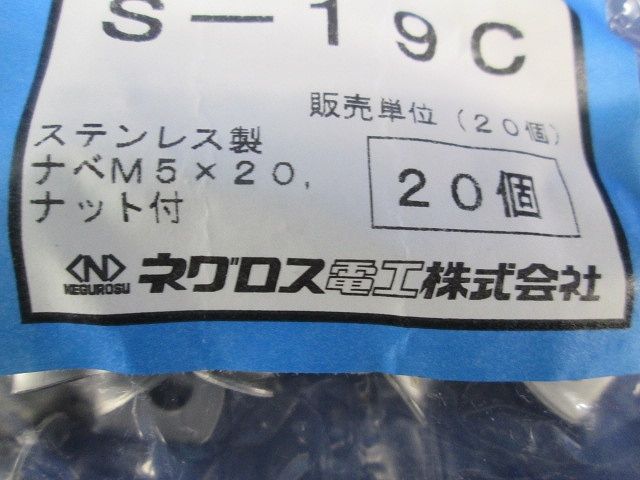 S-19C
販売単位(20個)
ステンレス製
ナベM5×20,
ナット付
20個
N
NEGUROSU
ネグロス電工株式会社